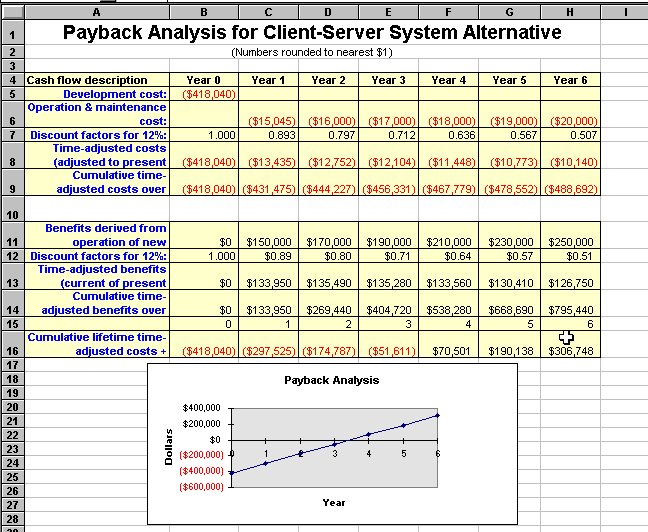 A B C D E F G H I
1 Payback Analysis for Client-Server System Alternative
2 (Numbers rounded to nearest $1)
3
4 Cash flow description Year 0 Year 1 Year 2 Year 3 Year 4 Year 5 Year 6
5 Development cost: ($418,040)
Operation & maintenance
6 cost: ($15,045) ($16,000) ($17,000) ($18,000) ($19,000) ($20,000)
7 Discount factors for 12%: 1.000 0.893 0.797 0.712 0.636 0.567 0.507
Time-adjusted costs
8 (adjusted to present ($418,040) ($13,435) ($12,752) ($12,104) ($11,448) ($10,773) ($10,140)
Cumulative time-
9 adjusted costs over ($418,040) ($431,475) ($444,227) ($456,331) ($467,779) ($478,552) ($488,692)
10
Benefits derived from
11 operation of new $0 $150,000 $170,000 $190,000 $210,000 $230,000 $250,000
12 Discount factors for 12%: 1.000 $0.89 $0.80 $0.71 $0.64 $0.57 $0.51
Time-adjusted benefits
13 (current of present $0 $133,950 $135,490 $135,280 $133,560 $130,410 $126,750
Cumulative time-
14 adjusted benefits over $0 $133,950 $269,440 $404,720 $538,280 $668,690 $795,440
15 0 1 2 3 4 5 6
Cumulative lifetime time-
16 adjusted costs + ($418,040) ($297,525) ($174,787) ($51,611) $70,501 $190,138 $306,748
17
18 Payback Analysis
19
20 $400,000
21 $200,000
22 $0
23 ($200,000) 0 1 2 3 4 5 6
24 ($400,000)
25 ($600,000)
Dollars
26
27 Year
28